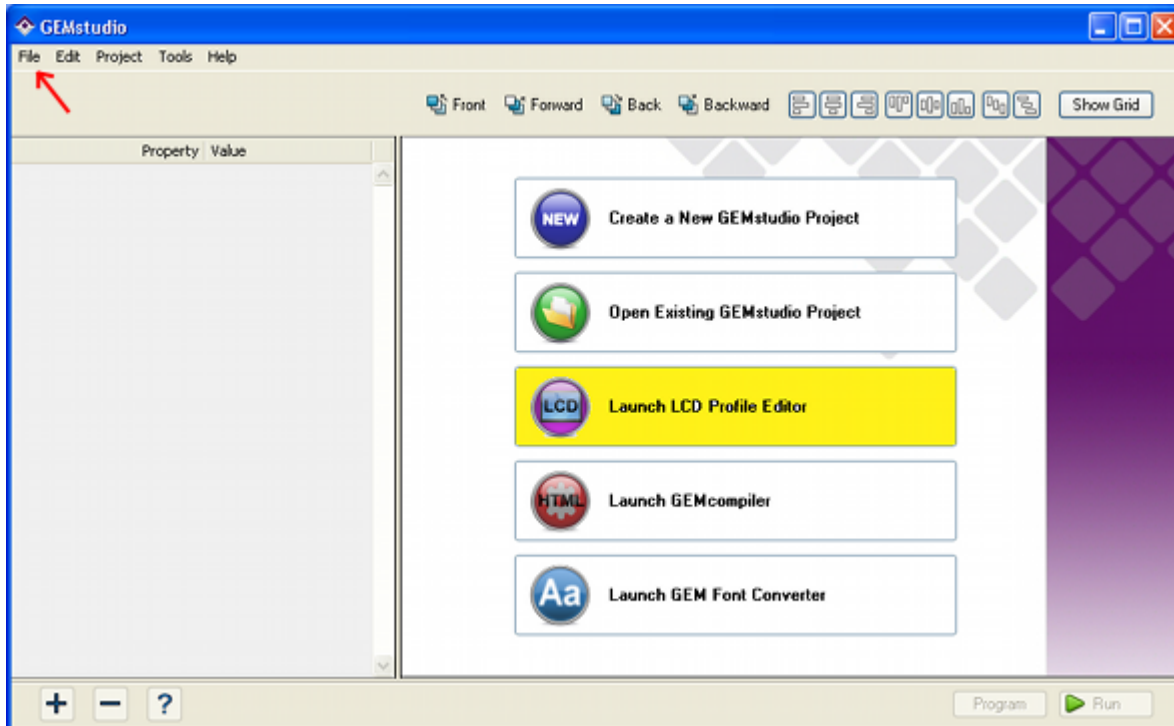 GEMstudio
File Edit Project Tools Help
Front Forward Back Backward Show Grid
Property Value
NEW Create a New GEMstudio Project
Open Existing GEMstudio Project
LCD Launch LCD Profile Editor
HTML Launch GEMcompiler
Aa Launch GEM Font Converter
+ - ? Program Run